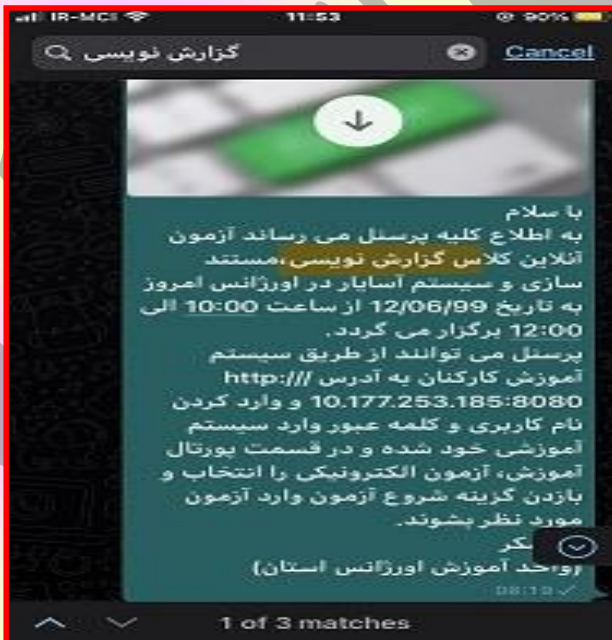 IR-MCI 11:53 90%
گزارش نویسی Cancel
با سلام
به اطلاع کلیه پرسنل می رساند آزمون
آنلاین کلاس گزارش نویسی،مستند
سازی و سیستم آسایار در اورژانس امروز
به تاریخ 12/06/99 از ساعت 10:00 الی
12:00 برگزار می گردد.
پرسنل می توانند از طریق سیستم
آموزش کارکنان به آدرس http:///
10.177.253.185:8080 و وارد کردن
نام کاربری و کلمه عبور وارد سیستم
آموزشی خود شده و در قسمت پورتال
آموزش، آزمون الکترونیکی را انتخاب و
بازدن گزینه شروع آزمون وارد آزمون
مورد نظر بشوند.
(واحد آموزش اورژانس استان)
08:19
1 of 3 matches